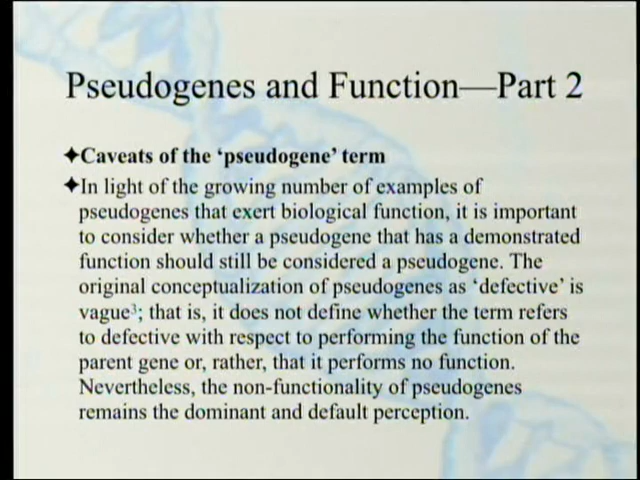 Pseudogenes and Function—Part 2
✦Caveats of the ‘pseudogene’ term
✦In light of the growing number of examples of
pseudogenes that exert biological function, it is important
to consider whether a pseudogene that has a demonstrated
function should still be considered a pseudogene. The
original conceptualization of pseudogenes as ‘defective’ is
vague³; that is, it does not define whether the term refers
to defective with respect to performing the function of the
parent gene or, rather, that it performs no function.
Nevertheless, the non-functionality of pseudogenes
remains the dominant and default perception.